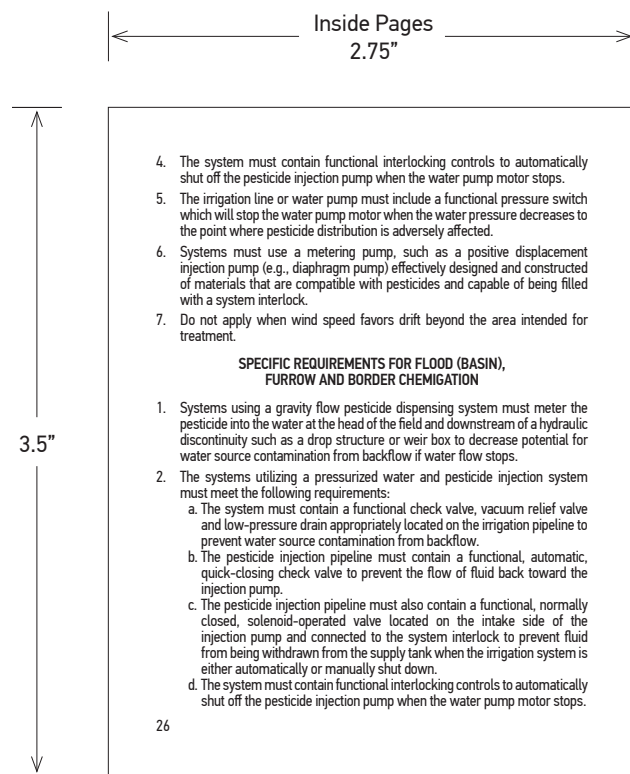 Inside Pages
2.75”
3.5”
4. The system must contain functional interlocking controls to automatically
shut off the pesticide injection pump when the water pump motor stops.
5. The irrigation line or water pump must include a functional pressure switch
which will stop the water pump motor when the water pressure decreases to
the point where pesticide distribution is adversely affected.
6. Systems must use a metering pump, such as a positive displacement
injection pump (e.g., diaphragm pump) effectively designed and constructed
of materials that are compatible with pesticides and capable of being filled
with a system interlock.
7. Do not apply when wind speed favors drift beyond the area intended for
treatment.
SPECIFIC REQUIREMENTS FOR FLOOD (BASIN),
FURROW AND BORDER CHEMIGATION
1. Systems using a gravity flow pesticide dispensing system must meter the
pesticide into the water at the head of the field and downstream of a hydraulic
discontinuity such as a drop structure or weir box to decrease potential for
water source contamination from backflow if water flow stops.
2. The systems utilizing a pressurized water and pesticide injection system
must meet the following requirements:
a. The system must contain a functional check valve, vacuum relief valve
and low-pressure drain appropriately located on the irrigation pipeline to
prevent water source contamination from backflow.
b. The pesticide injection pipeline must contain a functional, automatic,
quick-closing check valve to prevent the flow of fluid back toward the
injection pump.
c. The pesticide injection pipeline must also contain a functional, normally
closed, solenoid-operated valve located on the intake side of the
injection pump and connected to the system interlock to prevent fluid
from being withdrawn from the supply tank when the irrigation system is
either automatically or manually shut down.
d. The system must contain functional interlocking controls to automatically
shut off the pesticide injection pump when the water pump motor stops.
26